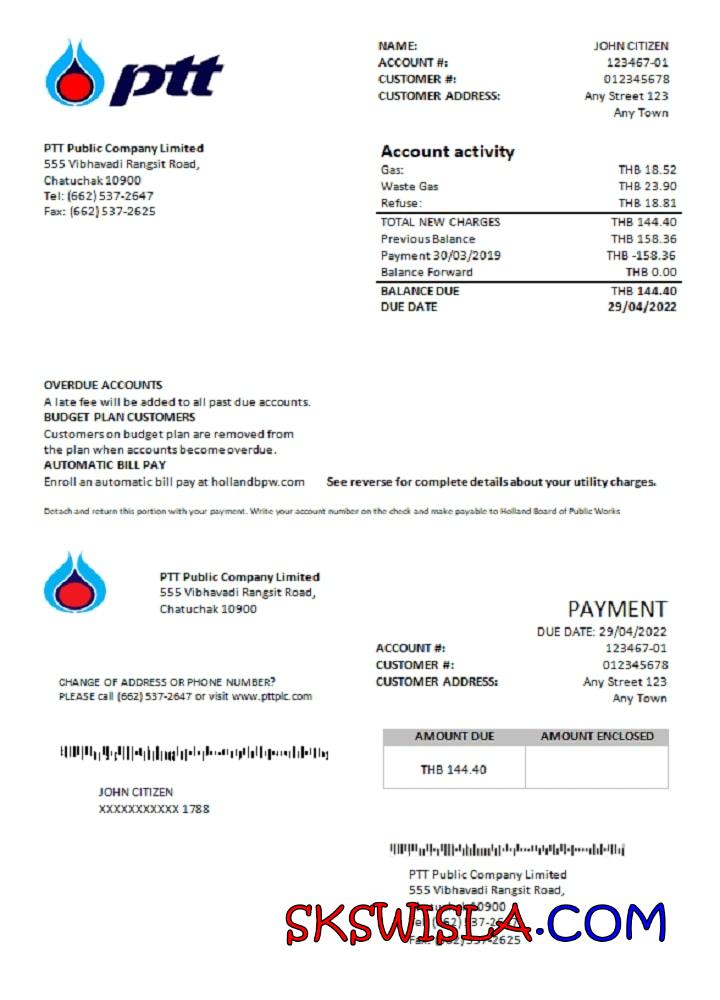 ptt
NAME: JOHN CITIZEN
ACCOUNT #: 123467-01
CUSTOMER #: 012345678
CUSTOMER ADDRESS: Any Street 123
Any Town
PTT Public Company Limited
555 Vibhavadi Rangsit Road,
Chatuchak 10900
Tel: (662) 537-2647
Fax: (662) 537-2625
Account activity
Gas: THB 18.52
Waste Gas THB 23.90
Refuse: THB 18.81
TOTAL NEW CHARGES THB 144.40
Previous Balance THB 158.36
Payment 30/03/2019 THB -158.36
Balance Forward THB 0.00
BALANCE DUE THB 144.40
DUE DATE 29/04/2022
OVERDUE ACCOUNTS
A late fee will be added to all past due accounts.
BUDGET PLAN CUSTOMERS
Customers on budget plan are removed from
the plan when accounts become overdue.
AUTOMATIC BILL PAY
Enroll an automatic bill pay at hollandbpw.com See reverse for complete details about your utility charges.
Detach and return this portion with your payment. Write your account number on the check and make payable to Holland Board of Public Works
PTT Public Company Limited
555 Vibhavadi Rangsit Road,
Chatuchak 10900
PAYMENT
DUE DATE: 29/04/2022
ACCOUNT #: 123467-01
CUSTOMER #: 012345678
CUSTOMER ADDRESS: Any Street 123
Any Town
CHANGE OF ADDRESS OR PHONE NUMBER?
PLEASE call (662) 537-2647 or visit www.pttplc.com
AMOUNT DUE AMOUNT ENCLOSED
THB 144.40
JOHN CITIZEN
XXXXXXXXXXX 1788
PTT Public Company Limited
555 Vibhavadi Rangsit Road,
Chatuchak 10900
Tel: (662) 537-2647
Fax: (662) 537-2625
SKSWISLA.COM